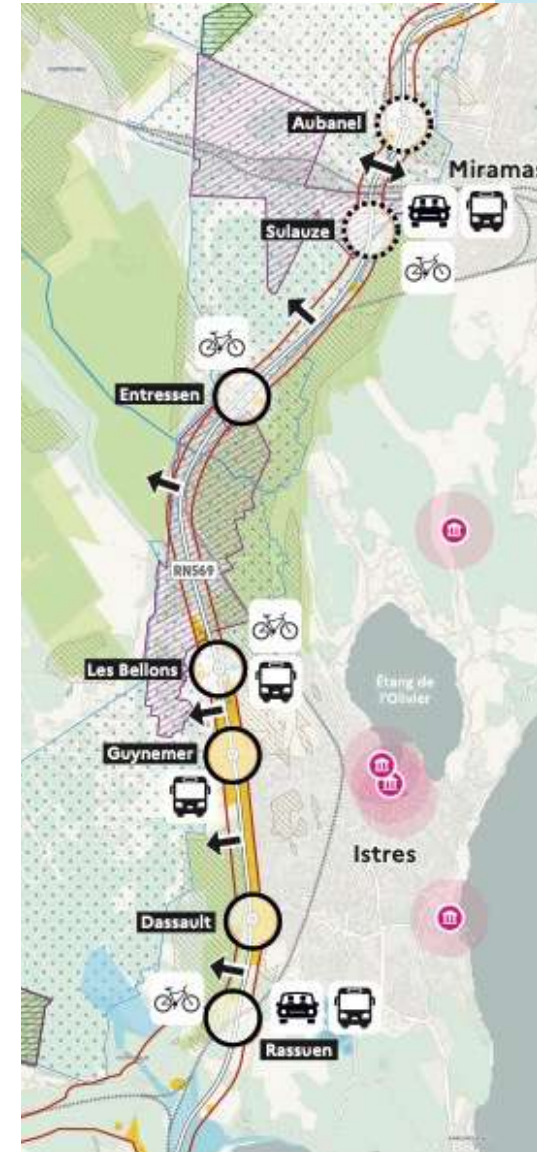 Aubanel
Miramas
Sulauze
Entressen
RN569
Les Bellons
Étang de
l'Olivier
Guynemer
Istres
Dassault
Rassuen